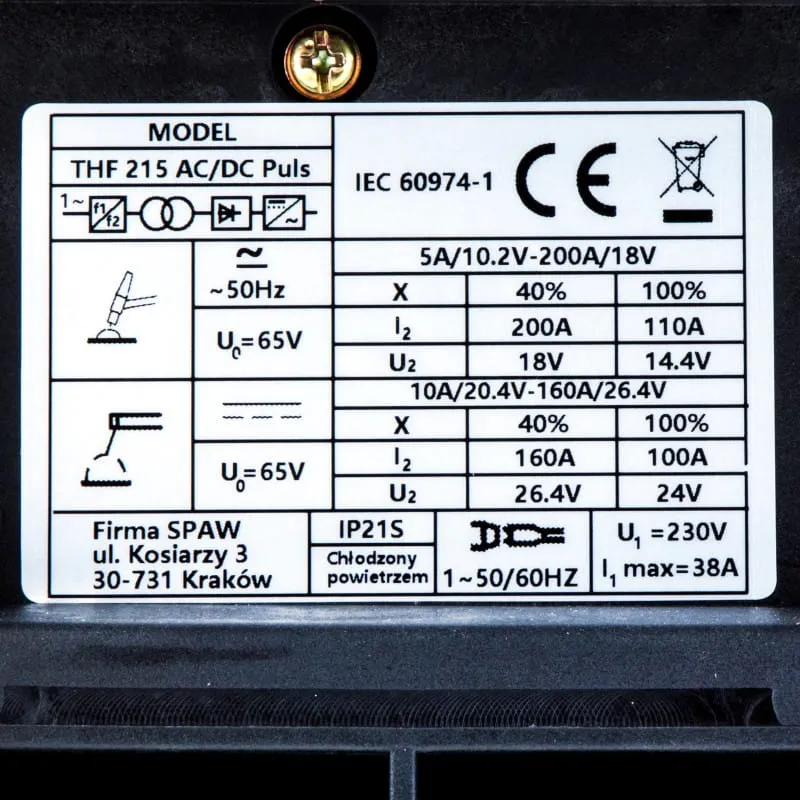 MODEL
THF 215 AC/DC Puls
1~
f1
f2
IEC 60974-1
CE
~50Hz
U0=65V
5A/10.2V-200A/18V
X 40% 100%
I2 200A 110A
U2 18V 14.4V
U0=65V
10A/20.4V-160A/26.4V
X 40% 100%
I2 160A 100A
U2 26.4V 24V
Firma SPAW
ul. Kosiarzy 3
30-731 Kraków
IP21S
Chłodzony
powietrzem
1~50/60HZ
U1 =230V
I1 max=38A